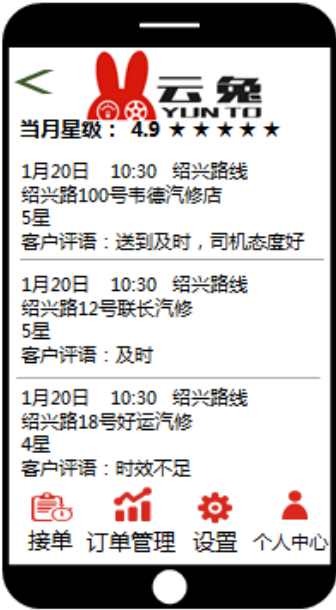 云兔
YUN TO
当月星级： 4.9 ★ ★ ★ ★ ★
1月20日 10:30 绍兴路线
绍兴路100号韦德汽修店
5星
客户评语：送到及时，司机态度好
1月20日 10:30 绍兴路线
绍兴路12号联长汽修
5星
客户评语：及时
1月20日 10:30 绍兴路线
绍兴路18号好运汽修
4星
客户评语：时效不足
接单 订单管理 设置 个人中心